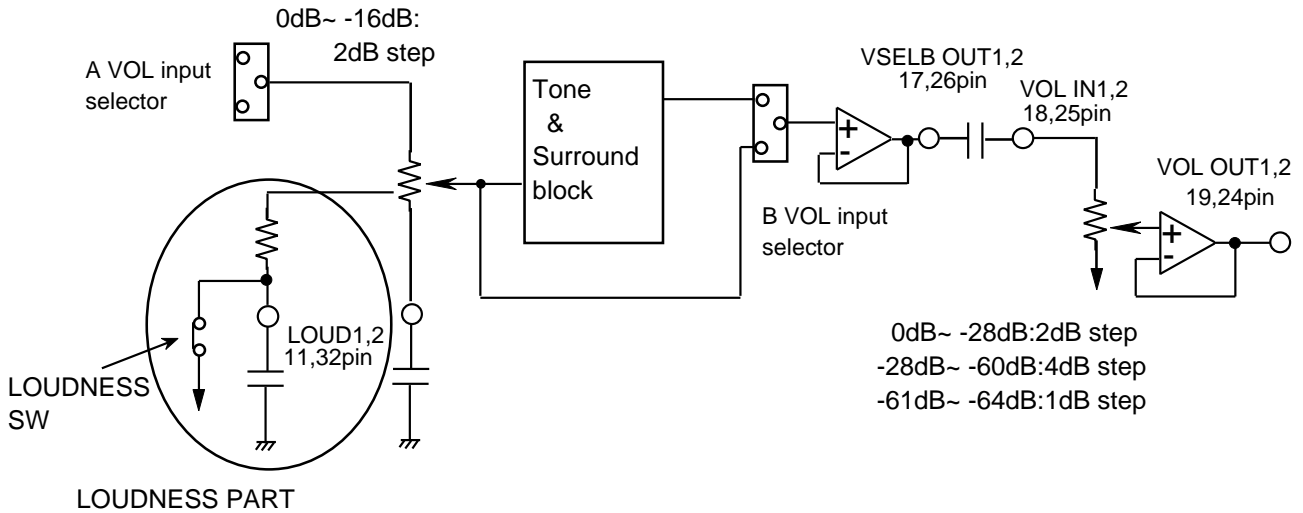 0dB~ -16dB:
2dB step
A VOL input
selector
Tone
&
Surround
block
VSELB OUT1,2
17,26pin
VOL IN1,2
18,25pin
+
-
B VOL input
selector
VOL OUT1,2
19,24pin
+
-
LOUD1,2
11,32pin
LOUDNESS
SW
0dB~ -28dB:2dB step
-28dB~ -60dB:4dB step
-61dB~ -64dB:1dB step
LOUDNESS PART